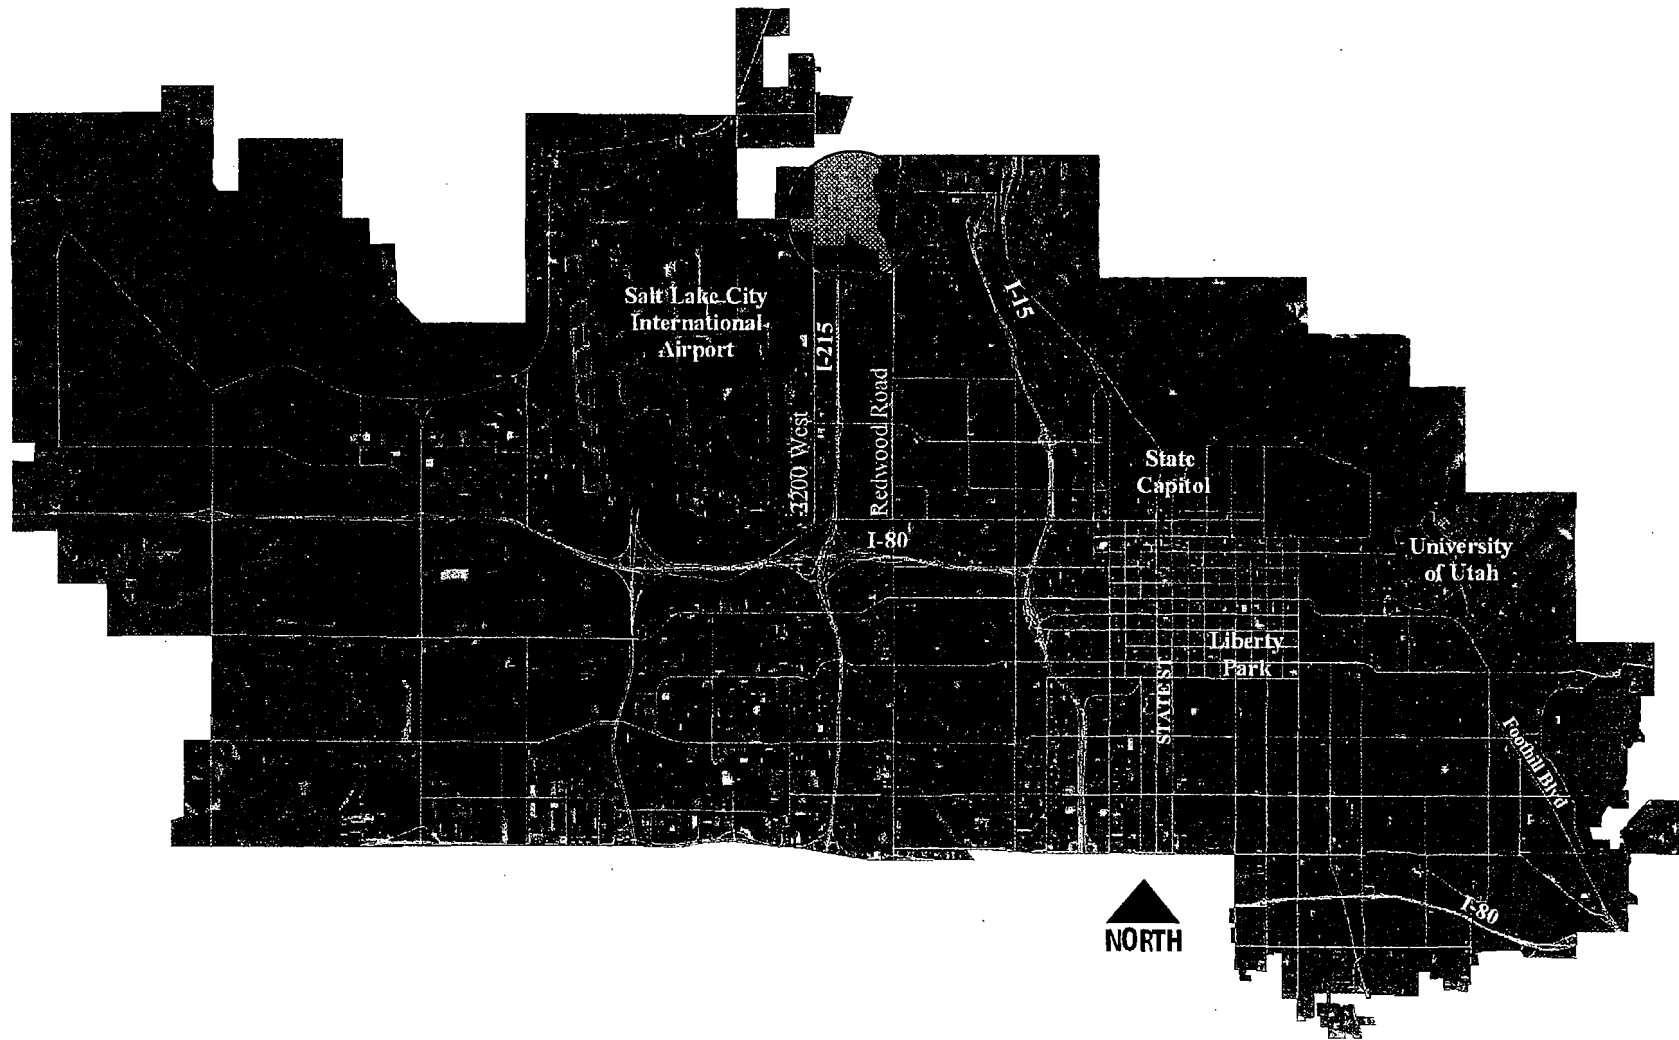 Salt Lake City
International
Airport
I-215
I-15
2200 West
Redwood Road
State
Capitol
I-80
University
of Utah
Liberty
Park
STATE ST
Foothill Blvd
I-80
NORTH